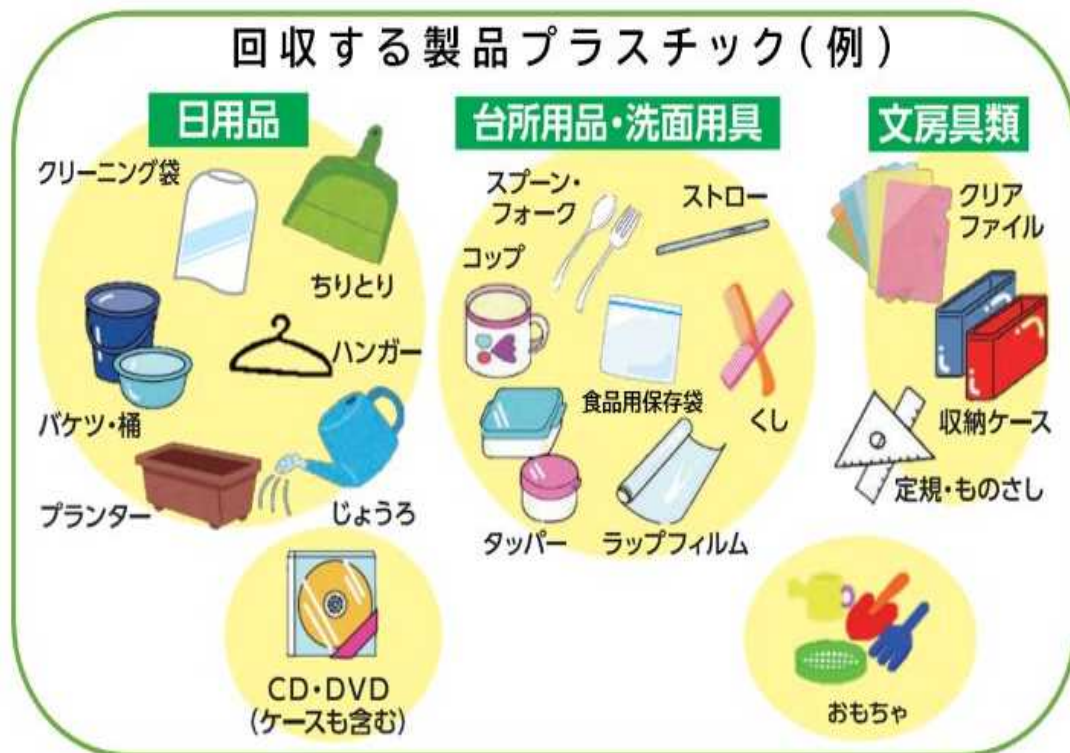 回収する製品プラスチック(例)
日用品
クリーニング袋
ちりとり
バケツ・桶
ハンガー
プランター
じょうろ
台所用品・洗面用具
スプーン・
フォーク
ストロー
コップ
食品用保存袋
くし
タッパー
ラップフィルム
文房具類
クリア
ファイル
収納ケース
定規・ものさし
CD・DVD
(ケースも含む)
おもちゃ